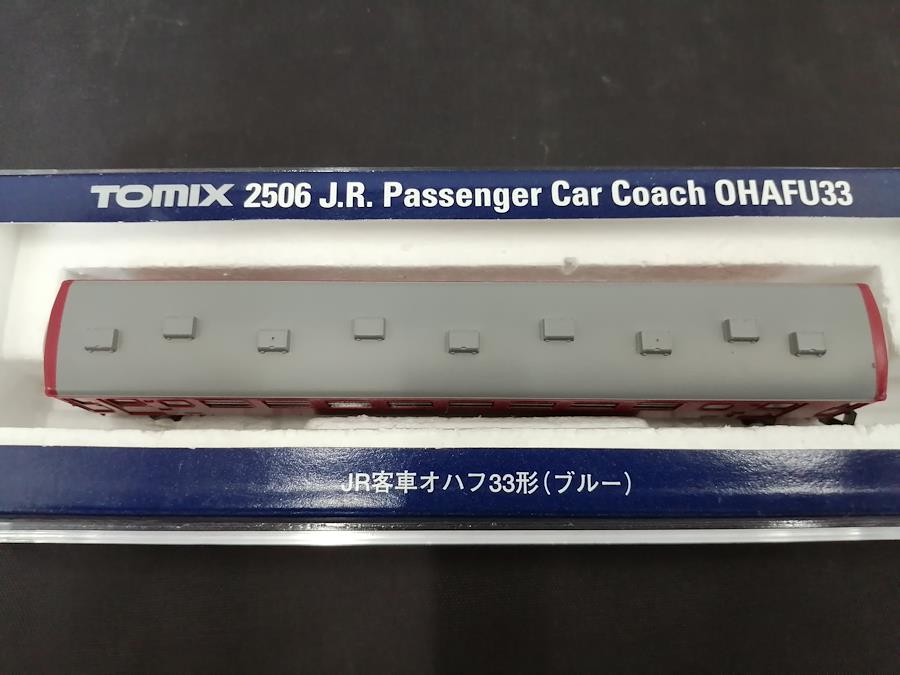 TOMIX 2506 J.R. Passenger Car Coach OHAFU33
JR客車オハフ33形(ブルー)